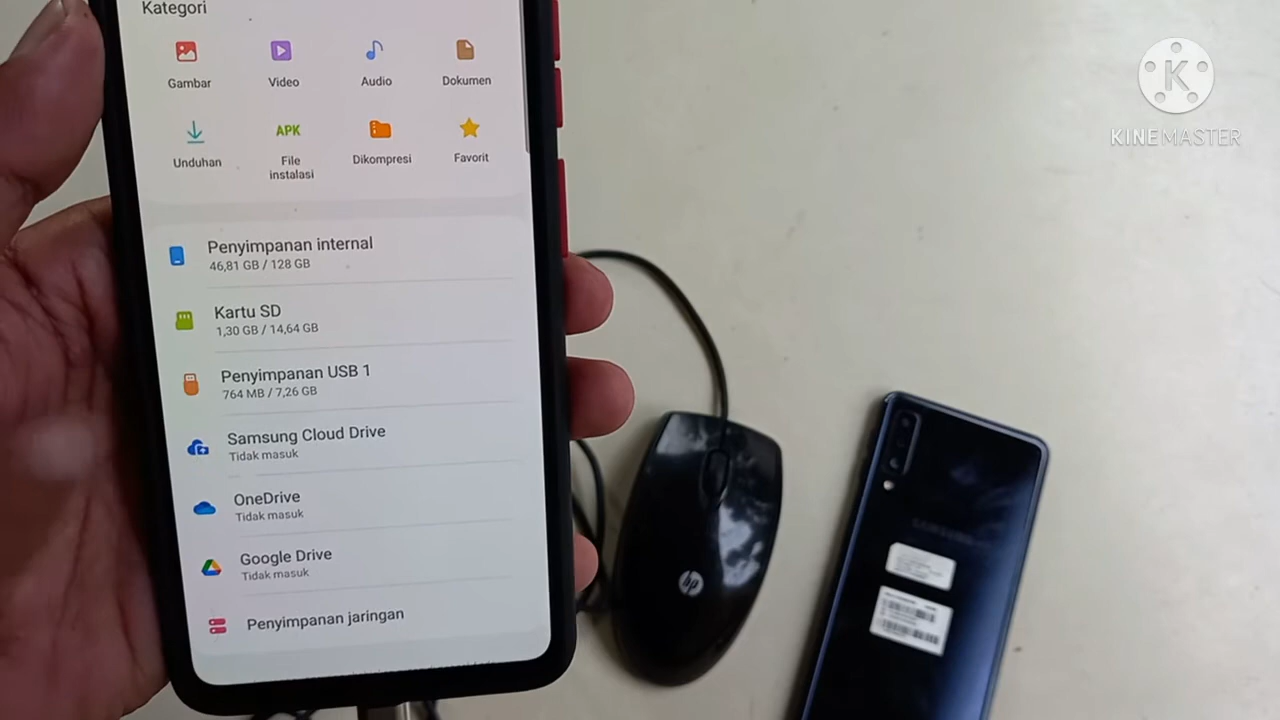 Kategori
Gambar
Video
Audio
Dokumen
Unduhan
APK
File
instalasi
Dikompresi
Favorit
Penyimpanan internal
46,81 GB / 128 GB
Kartu SD
1,30 GB / 14,64 GB
Penyimpanan USB 1
764 MB / 7,26 GB
Samsung Cloud Drive
Tidak masuk
OneDrive
Tidak masuk
Google Drive
Tidak masuk
Penyimpanan jaringan
K
KINEMASTER
hp
SAMSUNG